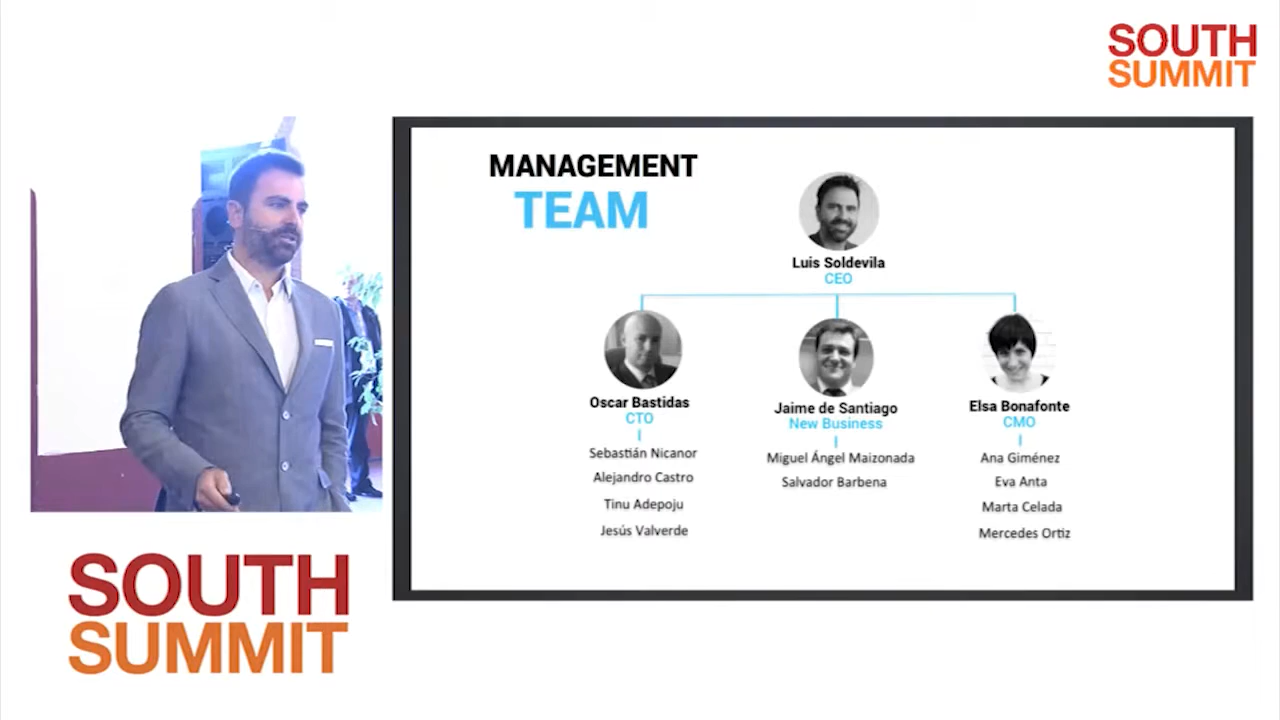 SOUTH
SUMMIT
MANAGEMENT
TEAM
Luis Soldevila
CEO
Oscar Bastidas
CTO
Sebastián Nicanor
Alejandro Castro
Tinu Adepoju
Jesús Valverde
Jaime de Santiago
New Business
Miguel Ángel Maizonada
Salvador Barbena
Elsa Bonafonte
CMO
Ana Giménez
Eva Anta
Marta Celada
Mercedes Ortiz
SOUTH
SUMMIT